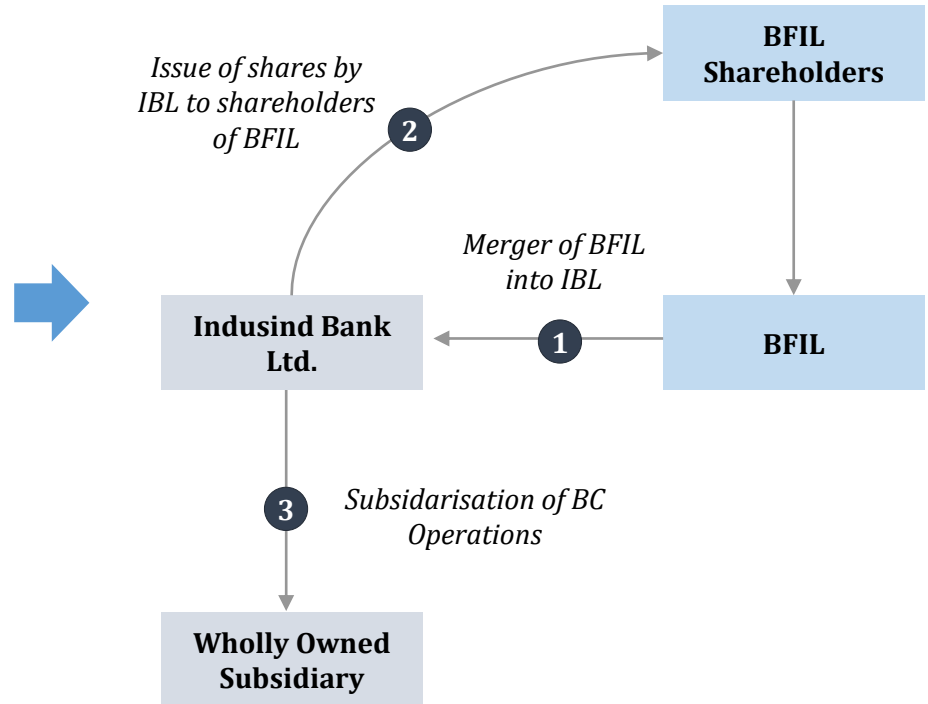 Issue of shares by
IBL to shareholders
of BFIL
2
BFIL
Shareholders
Merger of BFIL
into IBL
Indusind Bank
Ltd.
1
BFIL
3
Subsidarisation of BC
Operations
Wholly Owned
Subsidiary